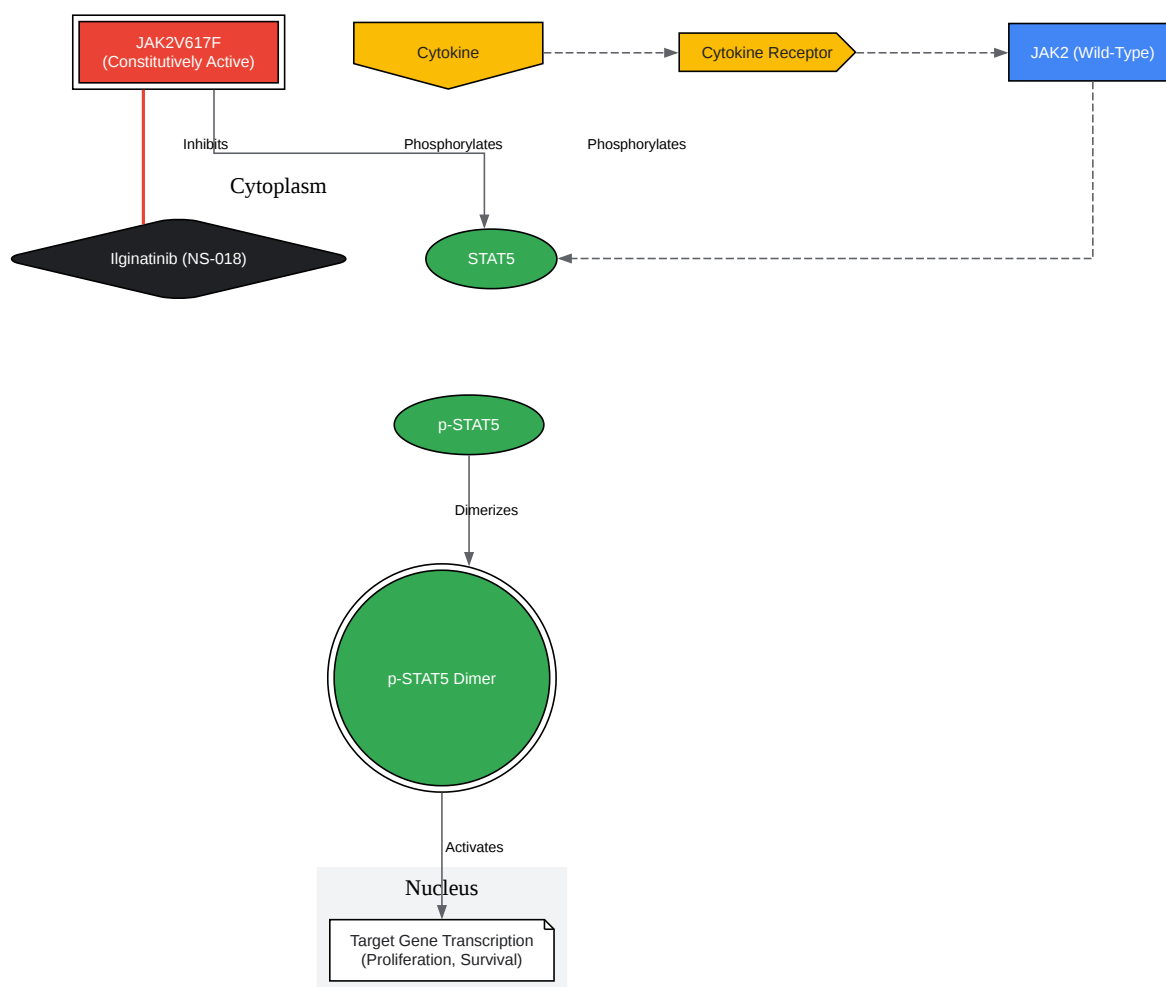 JAK2V617F
(Constitutively Active)
Cytokine
Cytokine Receptor
JAK2 (Wild-Type)
Inhibits
Phosphorylates
Phosphorylates
Cytoplasm
Ilginatinib (NS-018)
STAT5
p-STAT5
Dimerizes
p-STAT5 Dimer
Activates
Nucleus
Target Gene Transcription
(Proliferation, Survival)